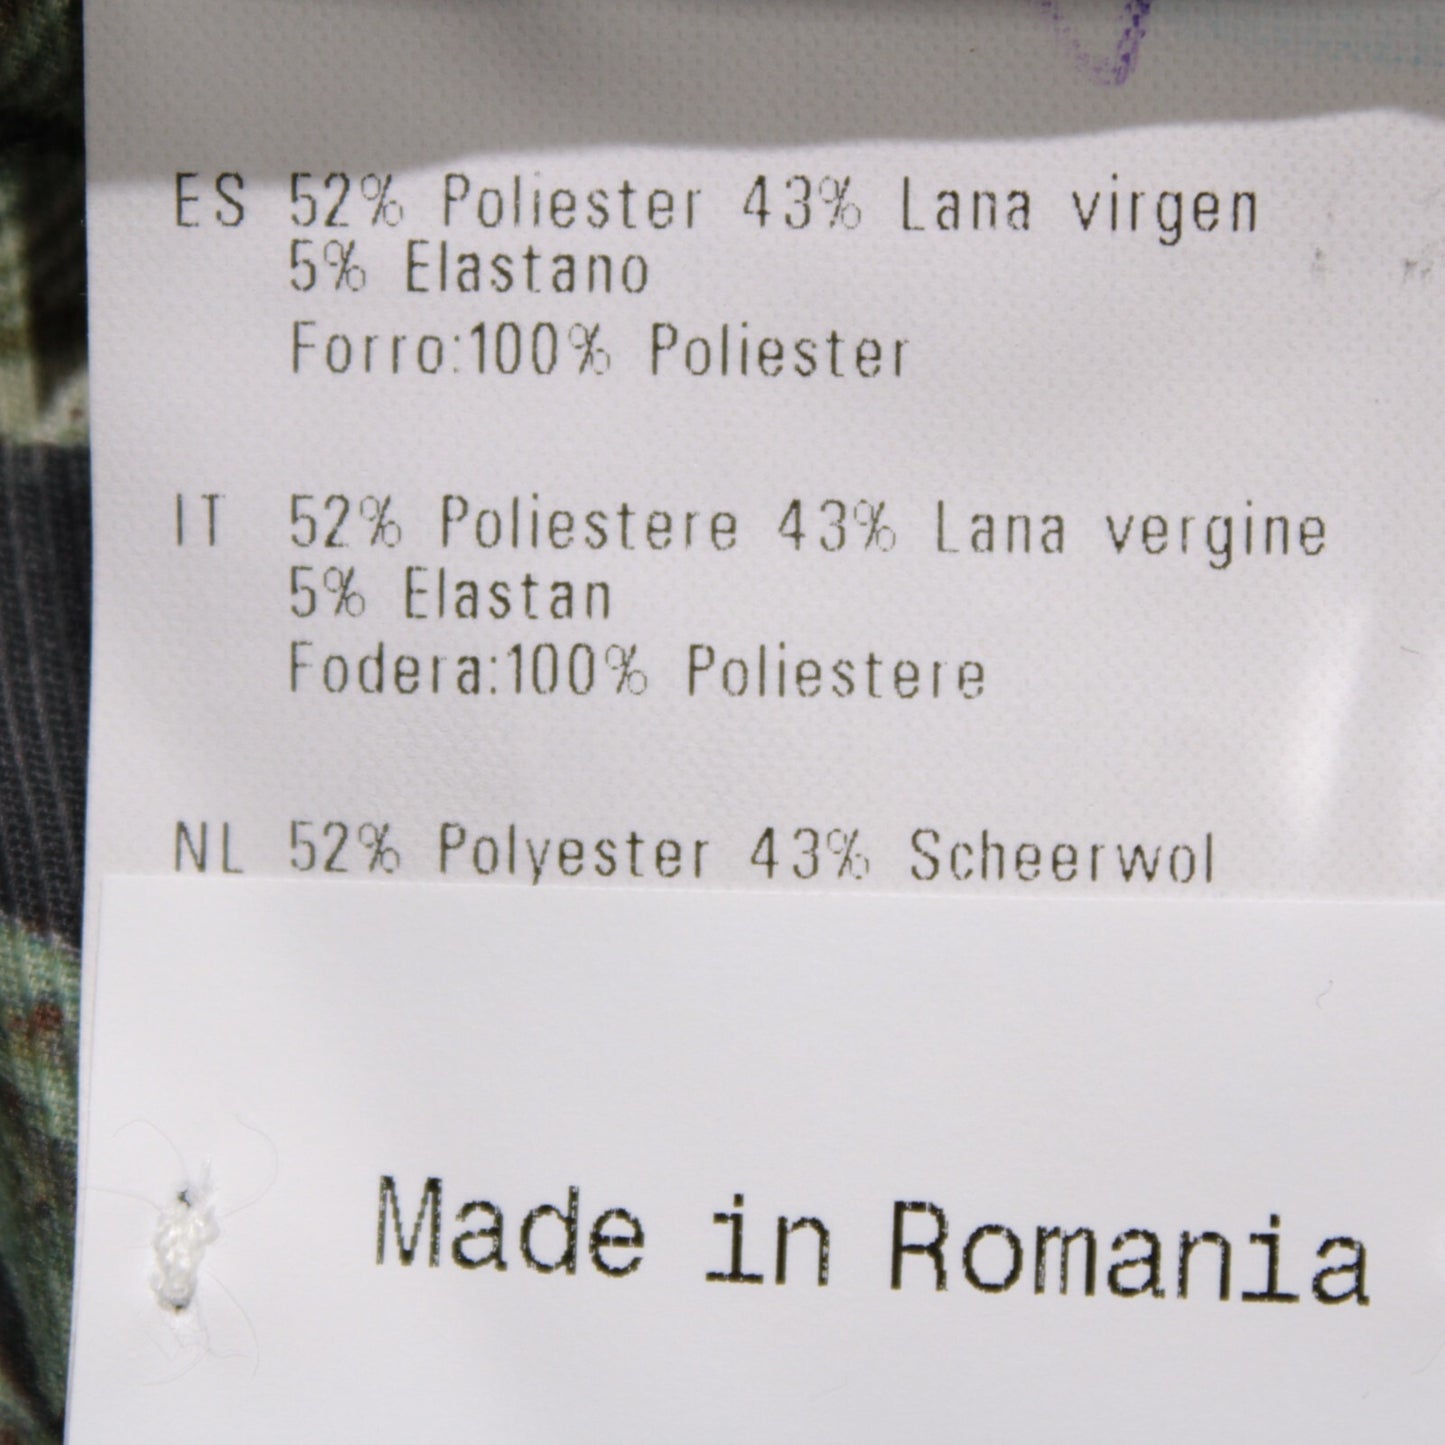 ES 52% Poliester 43% Lana virgen
5% Elastano
Forro:100% Poliester
IT 52% Poliestere 43% Lana vergine
5% Elastan
Fodera:100% Poliestere
NL 52% Polyester 43% Scheerwol
Made in Romania